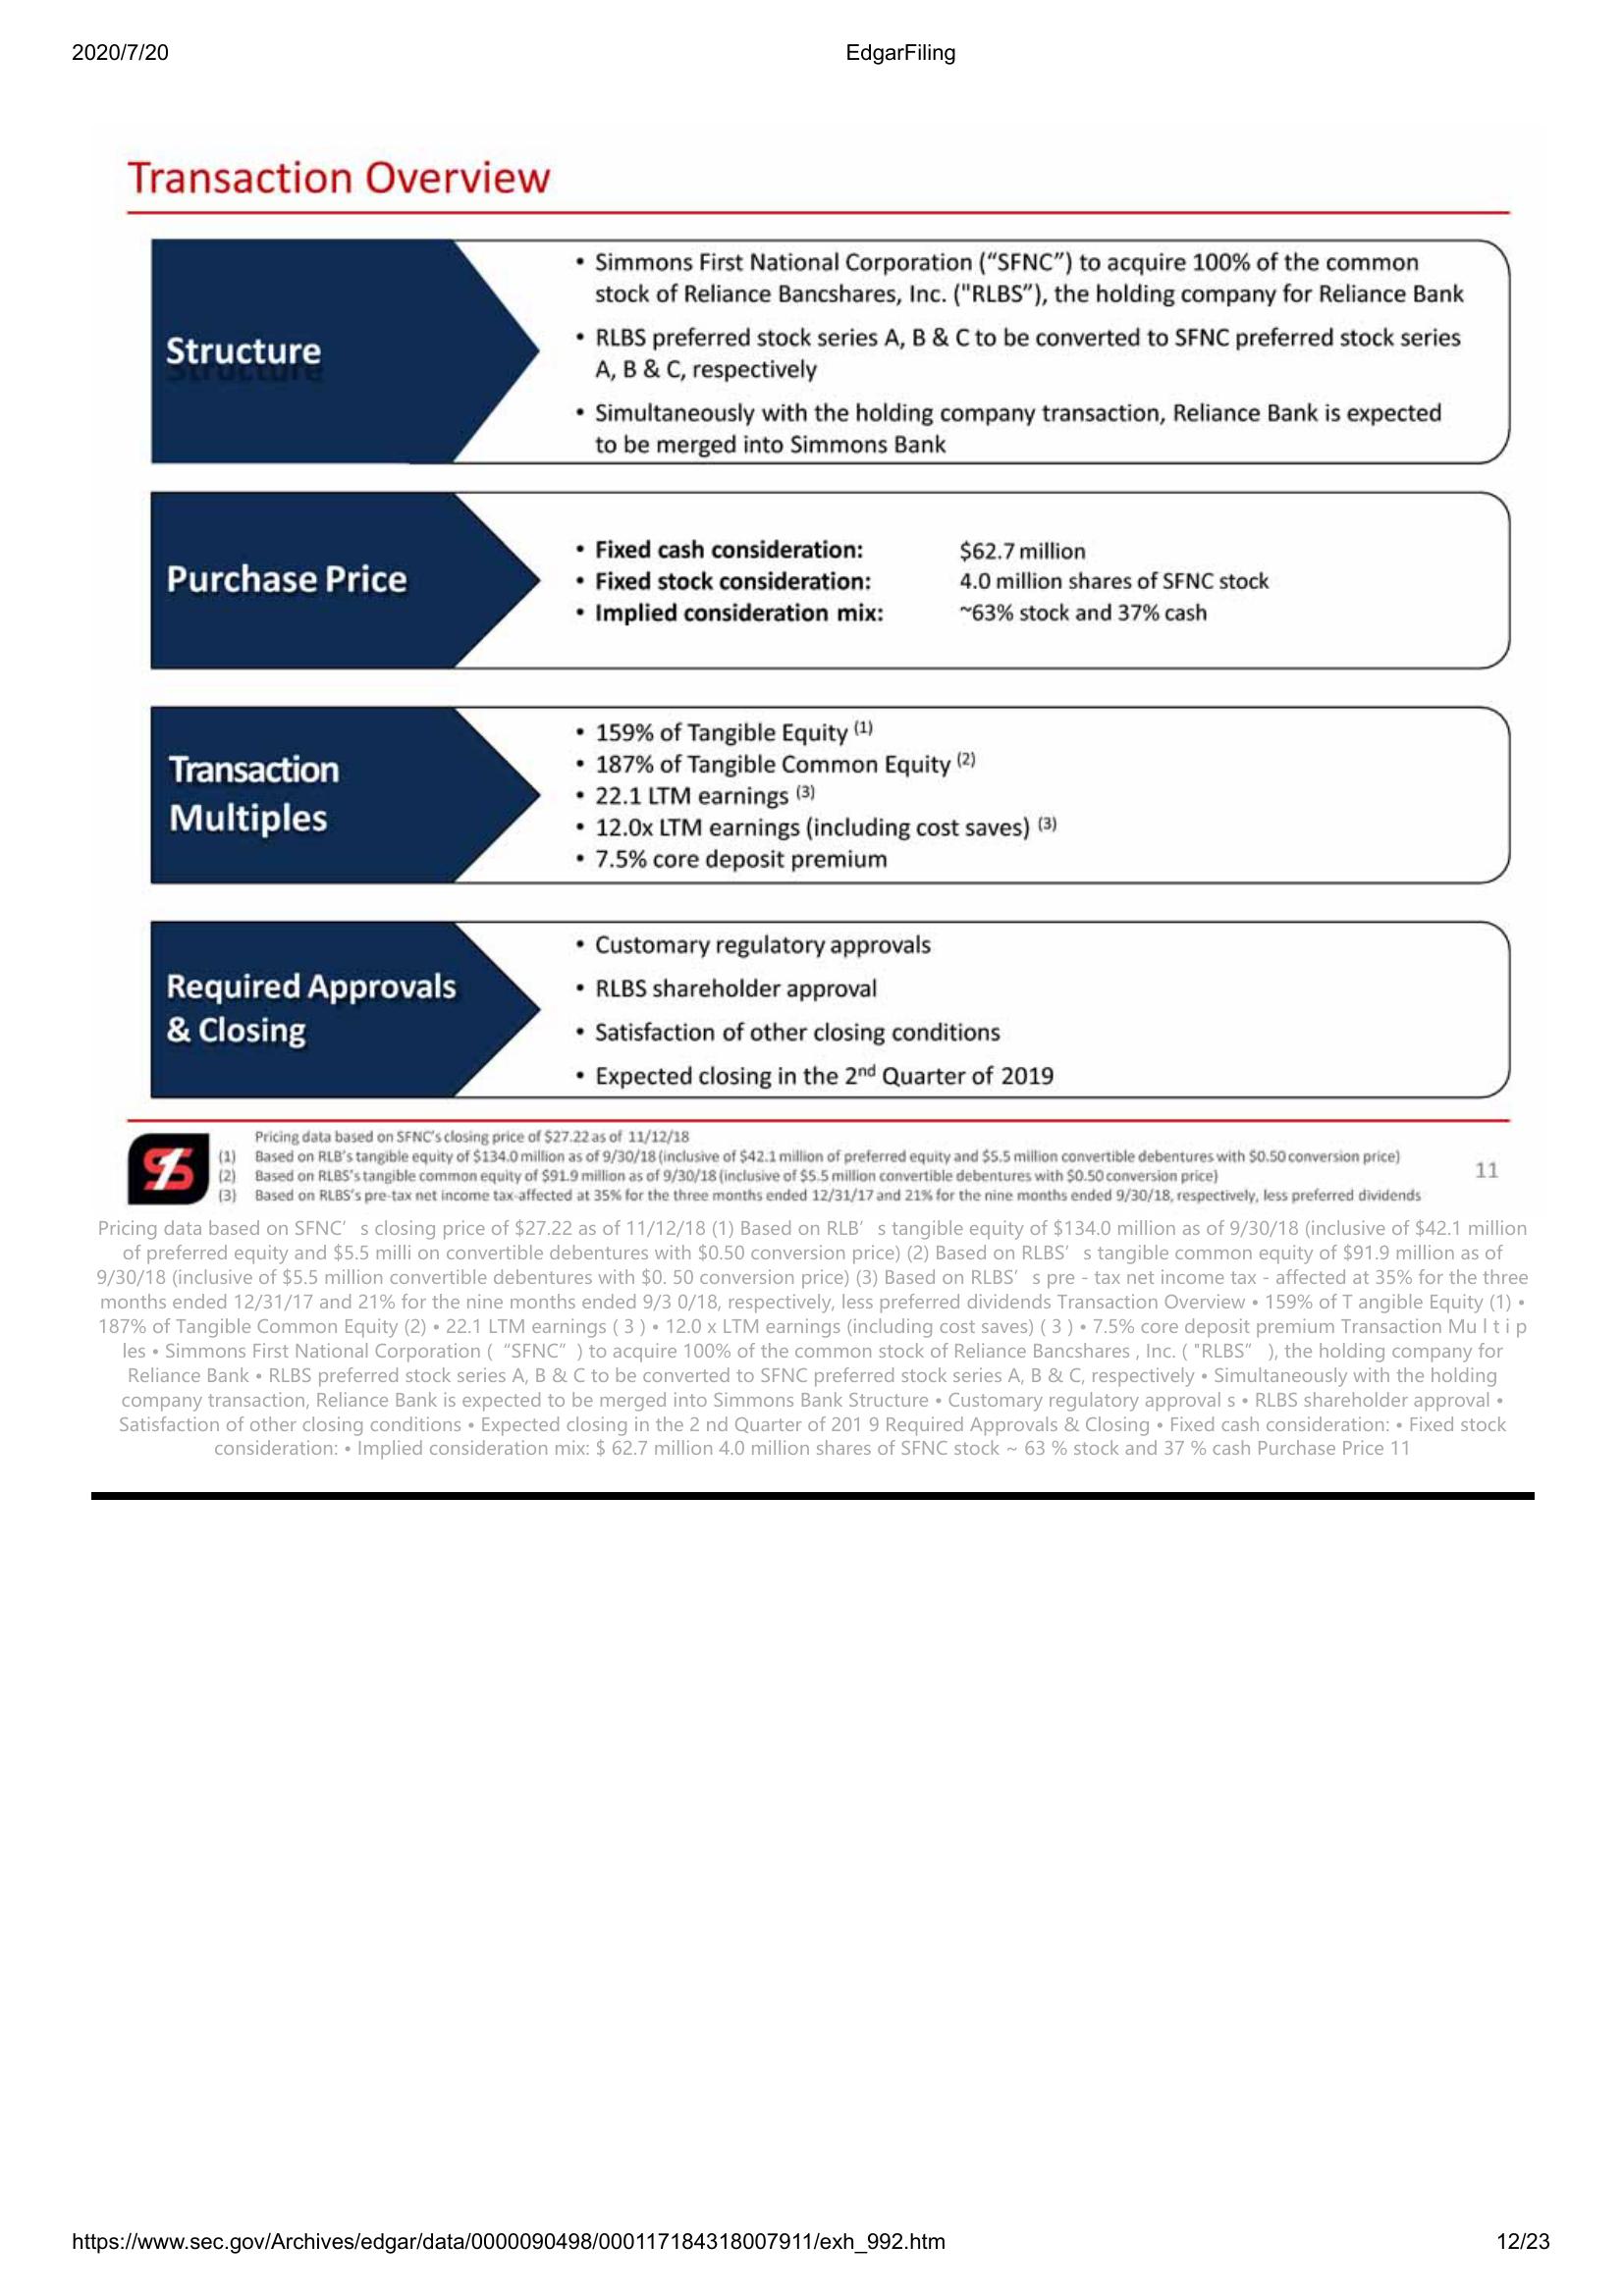 2020/7/20 EdgarFiling
Transaction Overview
Structure
• Simmons First National Corporation (“SFNC”) to acquire 100% of the common
stock of Reliance Bancshares, Inc. ("RLBS”), the holding company for Reliance Bank
• RLBS preferred stock series A, B & C to be converted to SFNC preferred stock series
A, B & C, respectively
• Simultaneously with the holding company transaction, Reliance Bank is expected
to be merged into Simmons Bank
Purchase Price
• Fixed cash consideration: $62.7 million
• Fixed stock consideration: 4.0 million shares of SFNC stock
• Implied consideration mix: ~63% stock and 37% cash
Transaction
Multiples
• 159% of Tangible Equity (1)
• 187% of Tangible Common Equity (2)
• 22.1 LTM earnings (3)
• 12.0x LTM earnings (including cost saves) (3)
• 7.5% core deposit premium
Required Approvals
& Closing
• Customary regulatory approvals
• RLBS shareholder approval
• Satisfaction of other closing conditions
• Expected closing in the 2nd Quarter of 2019
Pricing data based on SFNC’s closing price of $27.22 as of 11/12/18
(1) Based on RLB’s tangible equity of $134.0 million as of 9/30/18 (inclusive of $42.1 million of preferred equity and $5.5 million convertible debentures with $0.50 conversion price)
(2) Based on RLBS’s tangible common equity of $91.9 million as of 9/30/18 (inclusive of $5.5 million convertible debentures with $0.50 conversion price)
(3) Based on RLBS’s pre-tax net income tax-affected at 35% for the three months ended 12/31/17 and 21% for the nine months ended 9/30/18, respectively, less preferred dividends
11
Pricing data based on SFNC’ s closing price of $27.22 as of 11/12/18 (1) Based on RLB’ s tangible equity of $134.0 million as of 9/30/18 (inclusive of $42.1 million
of preferred equity and $5.5 milli on convertible debentures with $0.50 conversion price) (2) Based on RLBS’ s tangible common equity of $91.9 million as of
9/30/18 (inclusive of $5.5 million convertible debentures with $0. 50 conversion price) (3) Based on RLBS’ s pre - tax net income tax - affected at 35% for the three
months ended 12/31/17 and 21% for the nine months ended 9/3 0/18, respectively, less preferred dividends Transaction Overview • 159% of T angible Equity (1) •
187% of Tangible Common Equity (2) • 22.1 LTM earnings ( 3 ) • 12.0 x LTM earnings (including cost saves) ( 3 ) • 7.5% core deposit premium Transaction Mu l t i p
les • Simmons First National Corporation ( “SFNC” ) to acquire 100% of the common stock of Reliance Bancshares , Inc. ( "RLBS” ), the holding company for
Reliance Bank • RLBS preferred stock series A, B & C to be converted to SFNC preferred stock series A, B & C, respectively • Simultaneously with the holding
company transaction, Reliance Bank is expected to be merged into Simmons Bank Structure • Customary regulatory approval s • RLBS shareholder approval •
Satisfaction of other closing conditions • Expected closing in the 2 nd Quarter of 201 9 Required Approvals & Closing • Fixed cash consideration: • Fixed stock
consideration: • Implied consideration mix: $ 62.7 million 4.0 million shares of SFNC stock ~ 63 % stock and 37 % cash Purchase Price 11
https://www.sec.gov/Archives/edgar/data/0000090498/000117184318007911/exh_992.htm 12/23